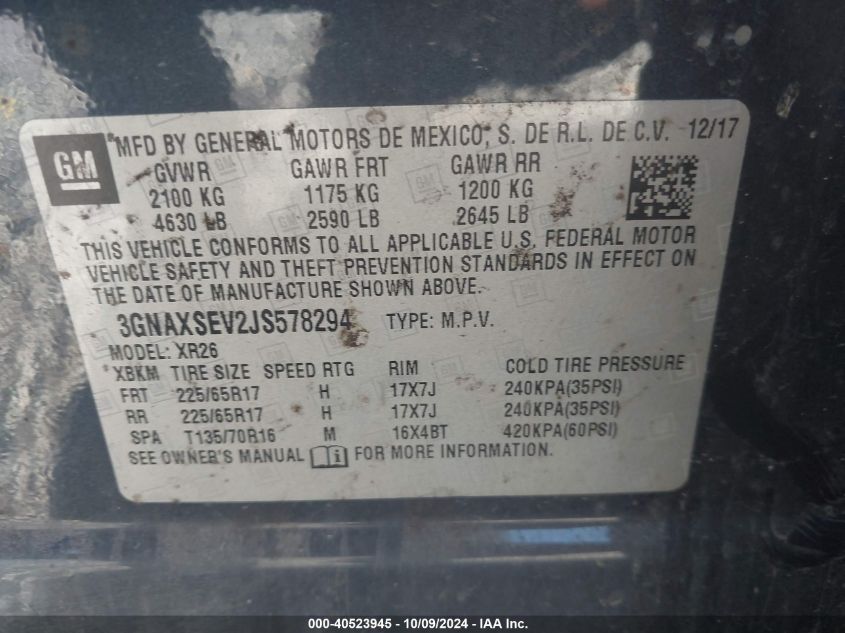 GM
*MFD BY GENERAL MOTORS DE MEXICO, S. DE R.L. DE C.V. 12/17
GVWR GAWR FRT GAWR RR
2100 KG 1175 KG 1200 KG
4630 LB 2590 LB 2645 LB
THIS VEHICLE CONFORMS TO ALL APPLICABLE U.S. FEDERAL MOTOR
VEHICLE SAFETY AND THEFT PREVENTION STANDARDS IN EFFECT ON
THE DATE OF MANUFACTURE SHOWN ABOVE.
3GNAXSEV2JS578294 TYPE: M.P.V.
MODEL: XR26
*XBKM TIRE SIZE SPEED RTG RIM COLD TIRE PRESSURE
FRT 225/65R17 H 17X7J 240KPA(35PSI)
RR 225/65R17 H 17X7J 240KPA(35PSI)
SPA T135/70R16 M 16X4BT 420KPA(60PSI)
SEE OWNER'S MANUAL FOR MORE INFORMATION.
000-40523945 - 10/09/2024 - IAA Inc.